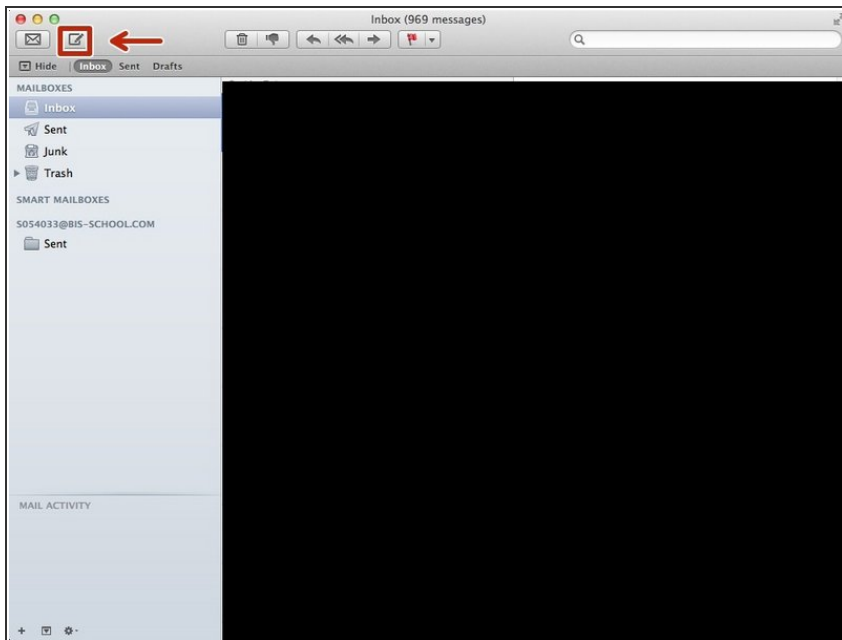 Inbox (969 messages)
Hide Inbox Sent Drafts
MAILBOXES
Inbox
Sent
Junk
Trash
SMART MAILBOXES
S054033@BIS-SCHOOL.COM
Sent
MAIL ACTIVITY